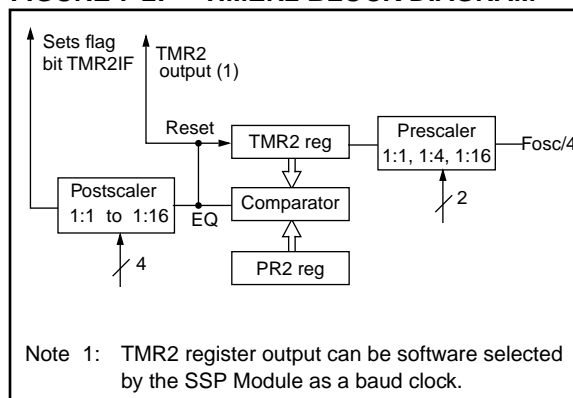 Sets flag
bit TMR2IF
TMR2
output (1)
Reset
TMR2 reg
Prescaler
1:1, 1:4, 1:16
Fosc/4
2
Postscaler
1:1 to 1:16
EQ
Comparator
4
PR2 reg
Note 1: TMR2 register output can be software selected
by the SSP Module as a baud clock.